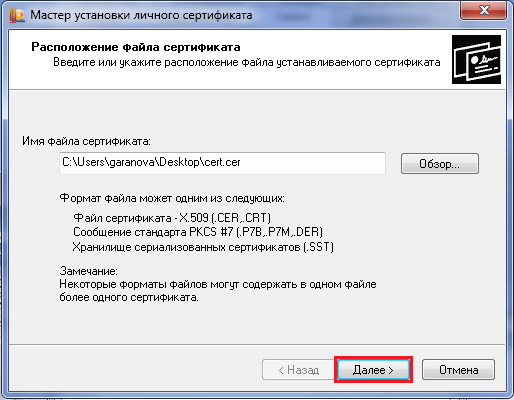 Мастер установки личного сертификата
Расположение файла сертификата
Введите или укажите расположение файла устанавливаемого сертификата
Имя файла сертификата:
C:\Users\garanova\Desktop\cert.cer
Обзор...
Формат файла может одним из следующих:
Файл сертификата - X.509 (.CER,.CRT)
Сообщение стандарта PKCS #7 (.P7B,.P7M,.DER)
Хранилище сериализованных сертификатов (.SST)
Замечание:
Некоторые форматы файлов могут содержать в одном файле
более одного сертификата.
< Назад
Далее >
Отмена